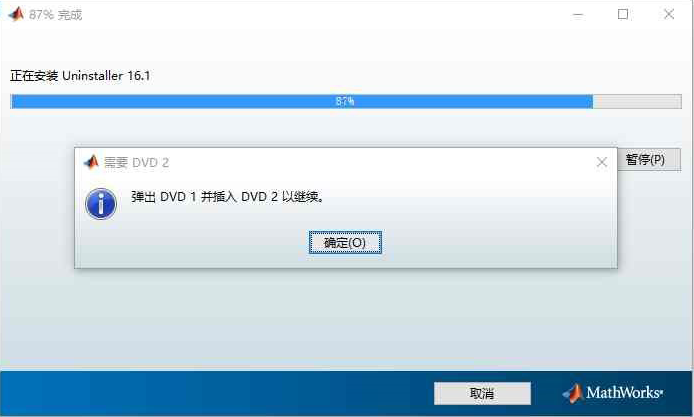 87% 完成
正在安装 Uninstaller 16.1
87%
需要 DVD 2
暂停(P)
弹出 DVD 1 并插入 DVD 2 以继续。
确定(O)
取消
MathWorks®